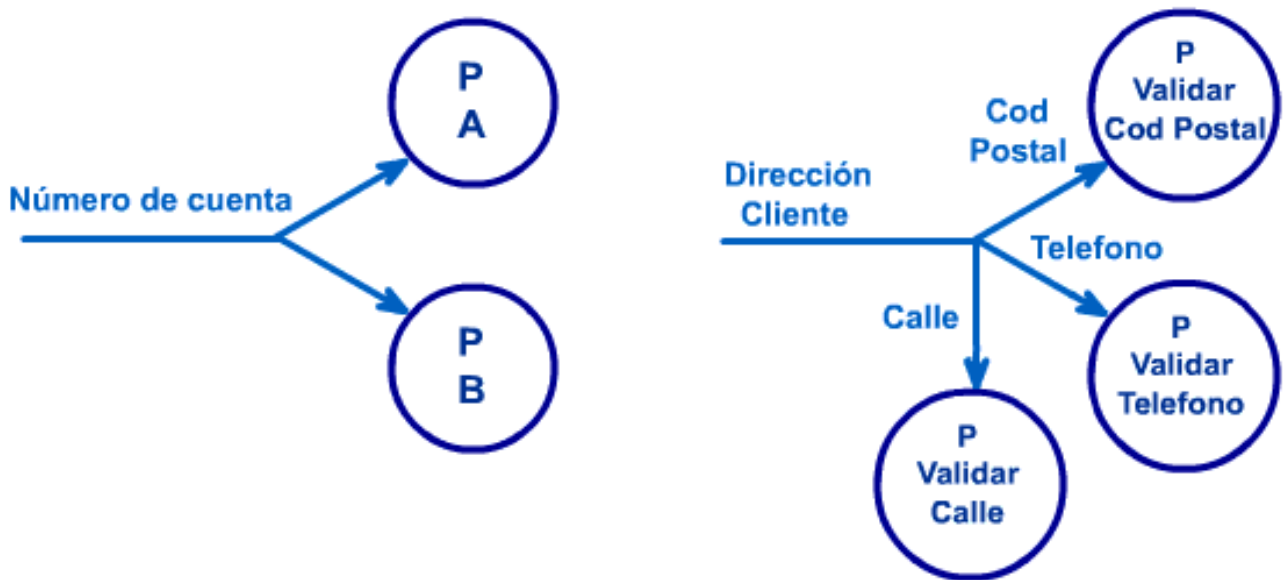 P
A
Número de cuenta
P
B
P
Validar
Cod Postal
Cod
Postal
Dirección
Cliente
Telefono
Calle
P
Validar
Telefono
P
Validar
Calle